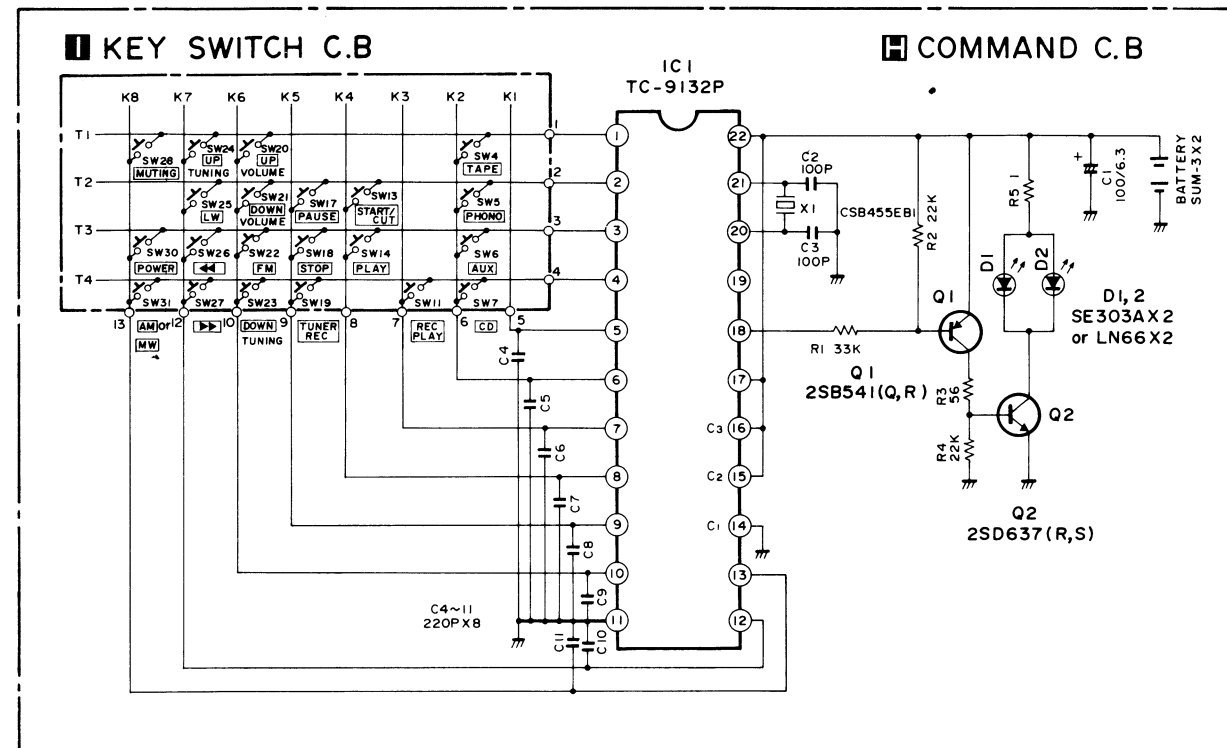 I KEY SWITCH C.B
H COMMAND C.B
IC1
TC-9132P
K8 K7 K6 K5 K4 K3 K2 K1
T1
SW28
MUTING
SW24
UP
TUNING
SW20
UP
VOLUME
SW4
TAPE
1
T2
SW25
LW
SW21
DOWN
VOLUME
SW17
PAUSE
SW13
START/CUT
SW5
PHONO
2
T3
SW30
POWER
SW26
◀◀
SW22
FM
SW18
STOP
SW14
PLAY
SW6
AUX
3
T4
SW31
AM or
MW
SW27
▶▶
SW23
DOWN
TUNING
SW19
TUNER
REC
SW11
REC
PLAY
SW7
CD
4
13 12 10 9 8 7 6 5
1
2
3
4
5
6
7
8
9
10
11
22
21
20
19
18
17
C3 16
C2 15
C1 14
13
12
C4
C5
C6
C7
C8
C9
C10
C11
C4~11
220PX8
C2
100P
X1
CSB455EB1
C3
100P
R2 22K
R1 33K
Q1
Q1
2SB541(Q,R)
R3
56
R4
22K
R5 1
D1
D2
D1,2
SE303AX2
or LN66X2
Q2
Q2
2SD637(R,S)
+
C1
100/6.3
BATTERY
SUM-3X2